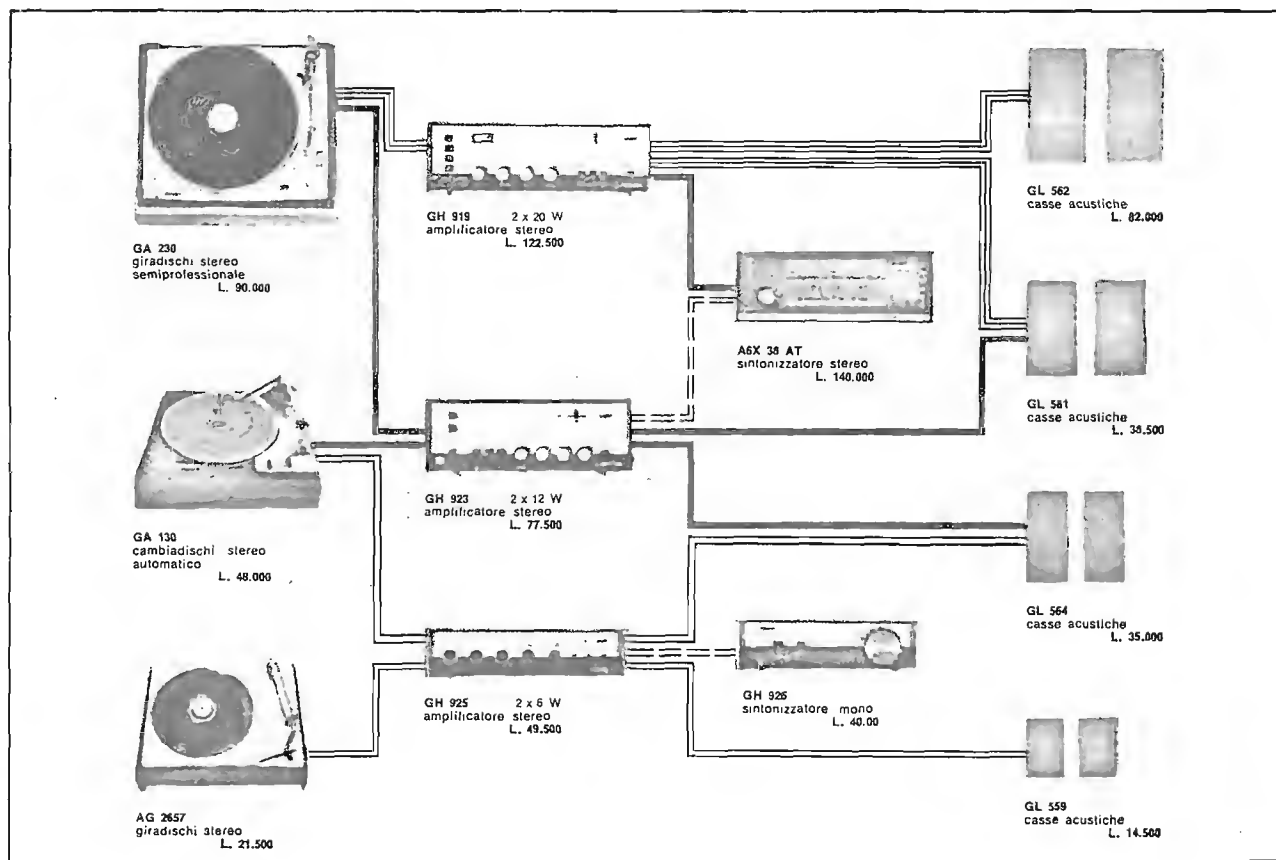 GA 230
giradischi stereo
semiprofessionale
L. 90.000
GA 130
cambiadischi stereo
automatico
L. 48.000
AG 2657
giradischi stereo
L. 21.500
GH 919 2 x 20 W
amplificatore stereo
L. 122.500
GH 923 2 x 12 W
amplificatore stereo
L. 77.500
GH 925 2 x 6 W
amplificatore stereo
L. 49.500
A6X 38 AT
sintonizzatore stereo
L. 140.000
GH 926
sintonizzatore mono
L. 40.00
GL 562
casse acustiche
L. 82.000
GL 561
casse acustiche
L. 38.500
GL 564
casse acustiche
L. 35.000
GL 559
casse acustiche
L. 14.500